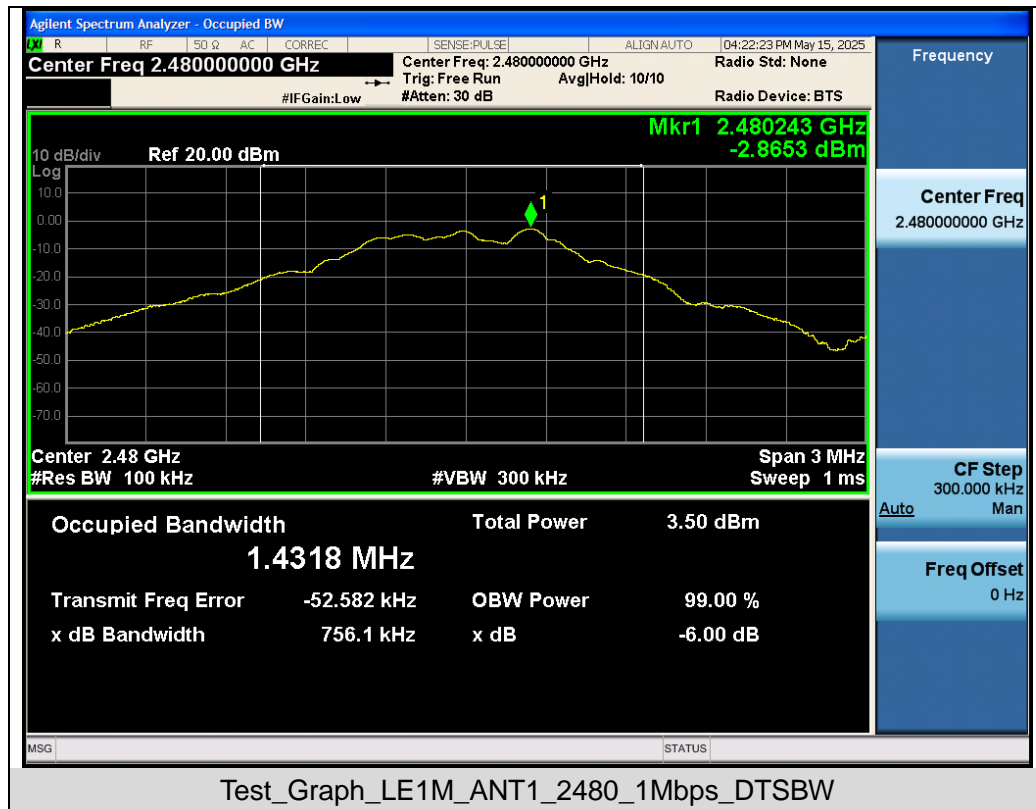 Agilent Spectrum Analyzer - Occupied BW
LXI R RF 50 Ω AC CORREC SENSE:PULSE ALIGN AUTO 04:22:23 PM May 15, 2025
Center Freq 2.480000000 GHz
Center Freq: 2.480000000 GHz
Radio Std: None
Trig: Free Run Avg|Hold: 10/10
#IFGain:Low
#Atten: 30 dB
Radio Device: BTS
Frequency
Mkr1 2.480243 GHz
-2.8653 dBm
10 dB/div Ref 20.00 dBm
Log
10.0
0.00
-10.0
-20.0
-30.0
-40.0
-50.0
-60.0
-70.0
1
Center Freq
2.480000000 GHz
Center 2.48 GHz
Span 3 MHz
#Res BW 100 kHz
#VBW 300 kHz
Sweep 1 ms
CF Step
300.000 kHz
Auto Man
Freq Offset
0 Hz
Occupied Bandwidth
1.4318 MHz
Total Power 3.50 dBm
Transmit Freq Error -52.582 kHz
OBW Power 99.00 %
x dB Bandwidth 756.1 kHz
x dB -6.00 dB
MSG
STATUS
Test_Graph_LE1M_ANT1_2480_1Mbps_DTSBW